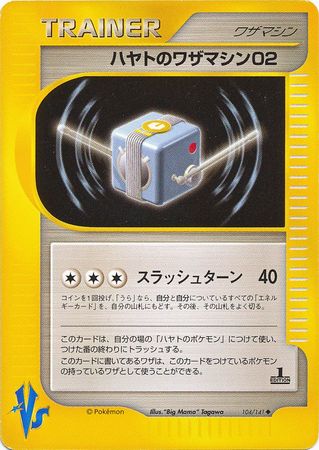 TRAINER
ワザマシン
ハヤトのワザマシン02
スラッシュターン 40
コインを1回投げ、「うら」なら、自分と自分についているすべての「エネル
ギーカード」を、自分の山札にもどす。その後、その山札をよく切る。
このカードは、自分の場の「ハヤトのポケモン」につけて使い、
つけた番の終わりにトラッシュする。
このカードに書いてあるワザは、このカードをつけているポケモン
の持っているワザとして使うことができる。
1
EDITION
VS
© Pokémon
Illus."Big Mama" Tagawa
104/141